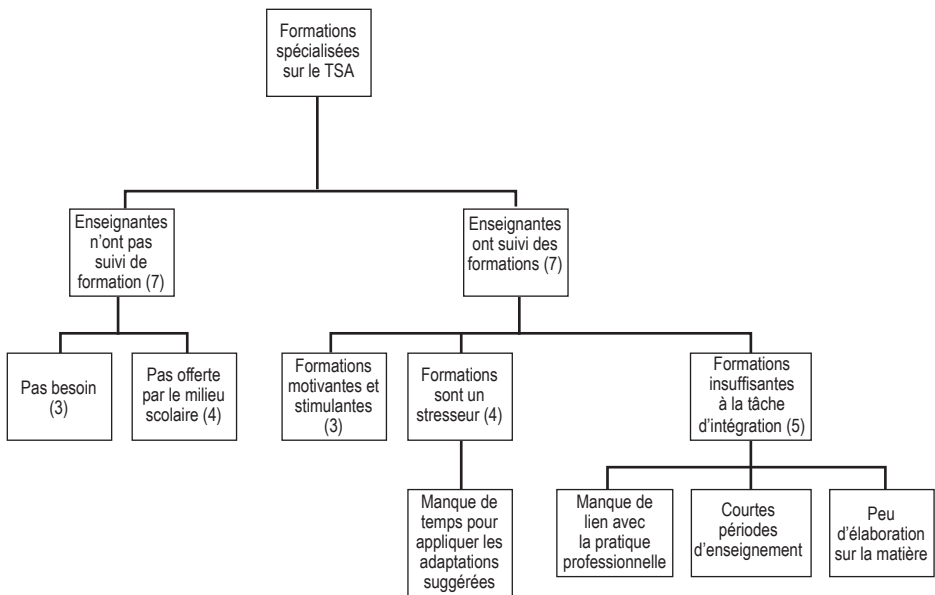 Formations
spécialisées
sur le TSA
Enseignantes
n'ont pas
suivi de
formation (7)
Enseignantes
ont suivi des
formations (7)
Pas besoin
(3)
Pas offerte
par le milieu
scolaire (4)
Formations
motivantes et
stimulantes
(3)
Formations
sont un
stresseur (4)
Formations
insuffisantes
à la tâche
d'intégration (5)
Manque de
temps pour
appliquer les
adaptations
suggérées
Manque de
lien avec
la pratique
professionnelle
Courtes
périodes
d'enseignement
Peu
d'élaboration
sur la matière